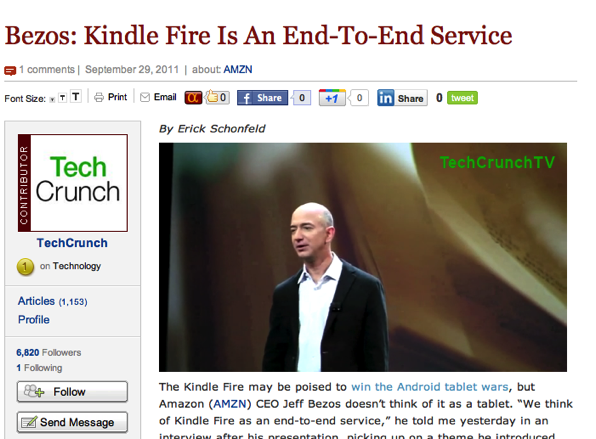 Bezos: Kindle Fire Is An End-To-End Service
1 comments | September 29, 2011 | about: AMZN
Font Size: T T Print Email α 0 f Share 0 +1 0 in Share 0 tweet
By Erick Schonfeld
CONTRIBUTOR
Tech
Crunch
TechCrunchTV
TechCrunch
1 on Technology
Articles (1,153)
Profile
6,820 Followers
1 Following
Follow
Send Message
The Kindle Fire may be poised to win the Android tablet wars, but
Amazon (AMZN) CEO Jeff Bezos doesn't think of it as a tablet. “We think
of Kindle Fire as an end-to-end service,” he told me yesterday in an
interview after his presentation, picking up on a theme he introduced